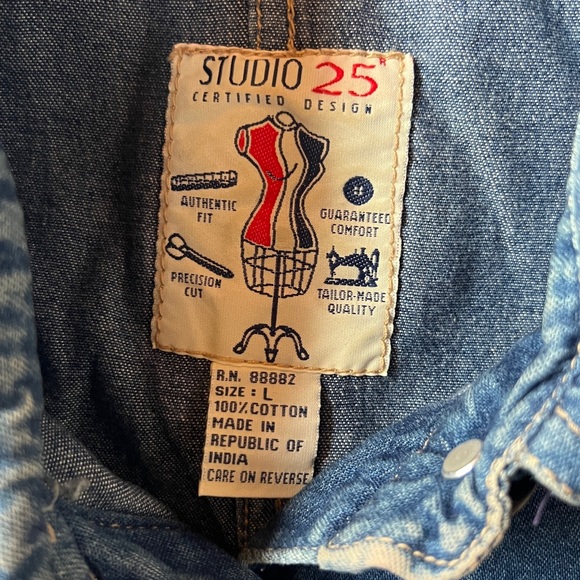 STUDIO 25®
CERTIFIED DESIGN
AUTHENTIC
FIT
GUARANTEED
COMFORT
PRECISION
CUT
TAILOR-MADE
QUALITY
R.N. 88882
SIZE : L
100% COTTON
MADE IN
REPUBLIC OF
INDIA
CARE ON REVERSE